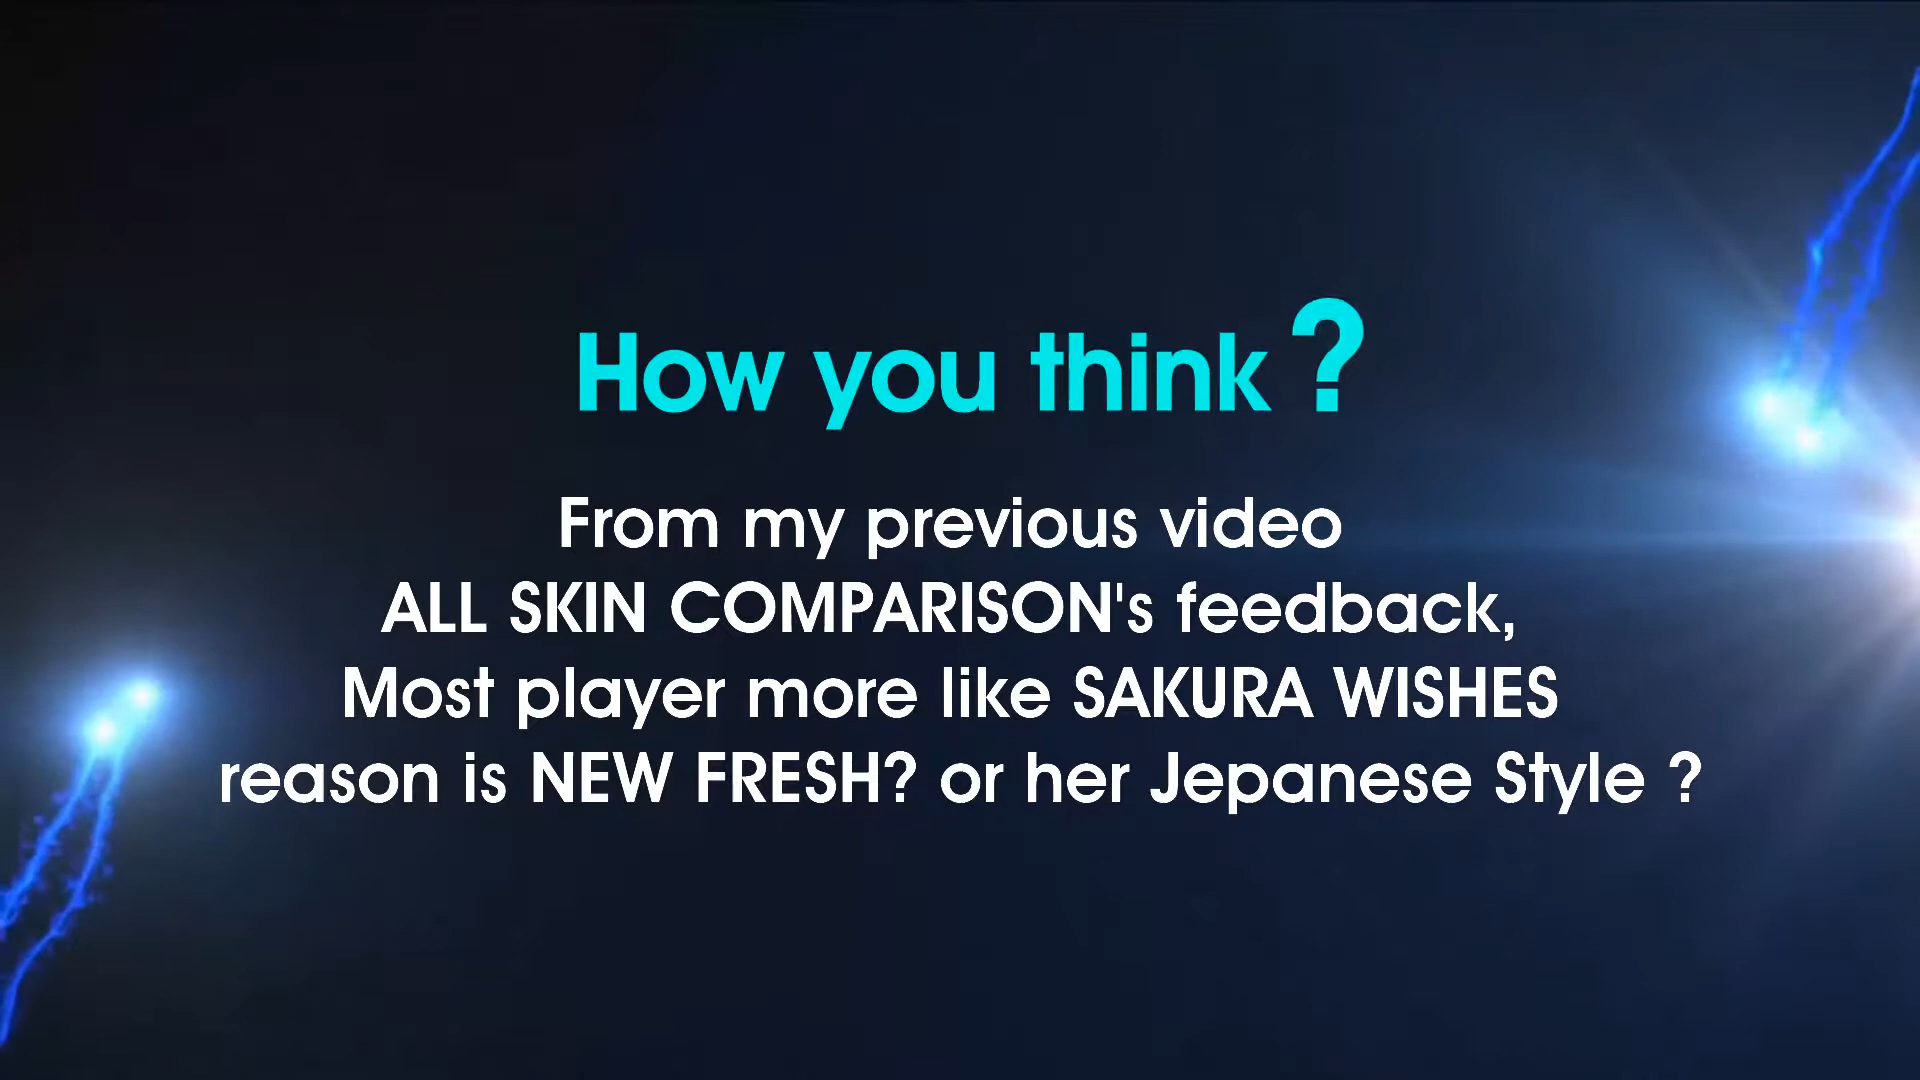 How you think ?
From my previous video
ALL SKIN COMPARISON's feedback,
Most player more like SAKURA WISHES
reason is NEW FRESH? or her Jepanese Style ?